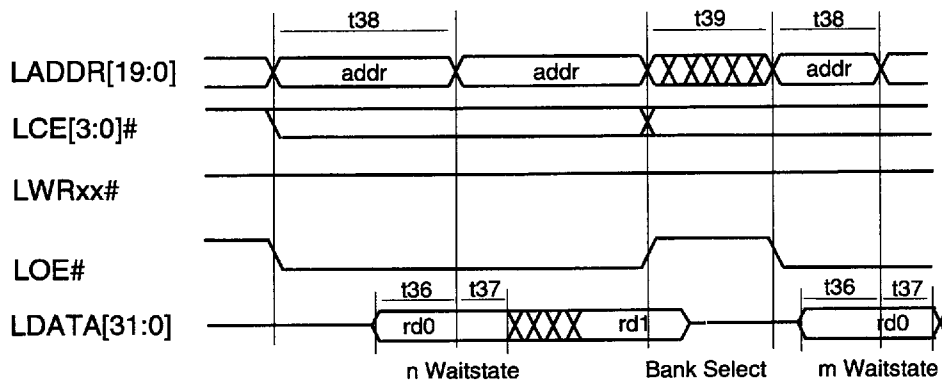 t38 t39 t38
LADDR[19:0] addr addr addr
LCE[3:0]#
LWRxx#
LOE#
t36 t37 t36 t37
LDATA[31:0] rd0 rd1 rd0
n Waitstate Bank Select m Waitstate